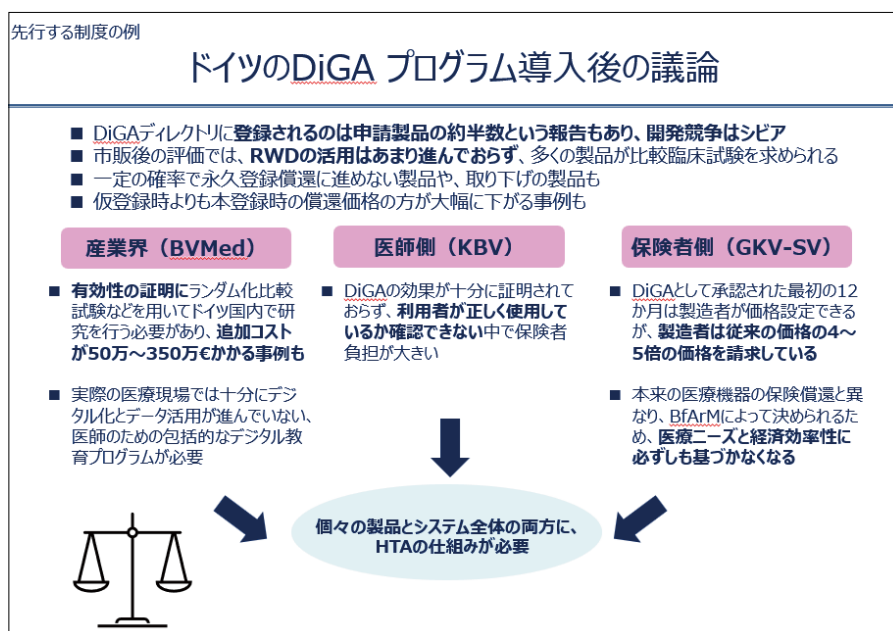 先行する制度の例
ドイツのDiGA プログラム導入後の議論
■ DiGAディレクトリに登録されるのは申請製品の約半数という報告もあり、開発競争はシビア
■ 市販後の評価では、RWDの活用はあまり進んでおらず、多くの製品が比較臨床試験を求められる
■ 一定の確率で永久登録償還に進めない製品や、取り下げの製品も
■ 仮登録時よりも本登録時の償還価格の方が大幅に下がる事例も
産業界（BVMed）
■ 有効性の証明にランダム化比較
試験などを用いてドイツ国内で研
究を行う必要があり、追加コスト
が50万～350万€かかる事例も
■ 実際の医療現場では十分にデジ
タル化とデータ活用が進んでいない、
医師のための包括的なデジタル教
育プログラムが必要
医師側（KBV）
■ DiGAの効果が十分に証明されて
おらず、利用者が正しく使用して
いるか確認できない中で保険者
負担が大きい
保険者側（GKV-SV）
■ DiGAとして承認された最初の12
か月は製造者が価格設定できる
が、製造者は従来の価格の4～
5倍の価格を請求している
■ 本来の医療機器の保険償還と異
なり、BfArMによって決められるた
め、医療ニーズと経済効率性に
必ずしも基づかなくなる
個々の製品とシステム全体の両方に、
HTAの仕組みが必要